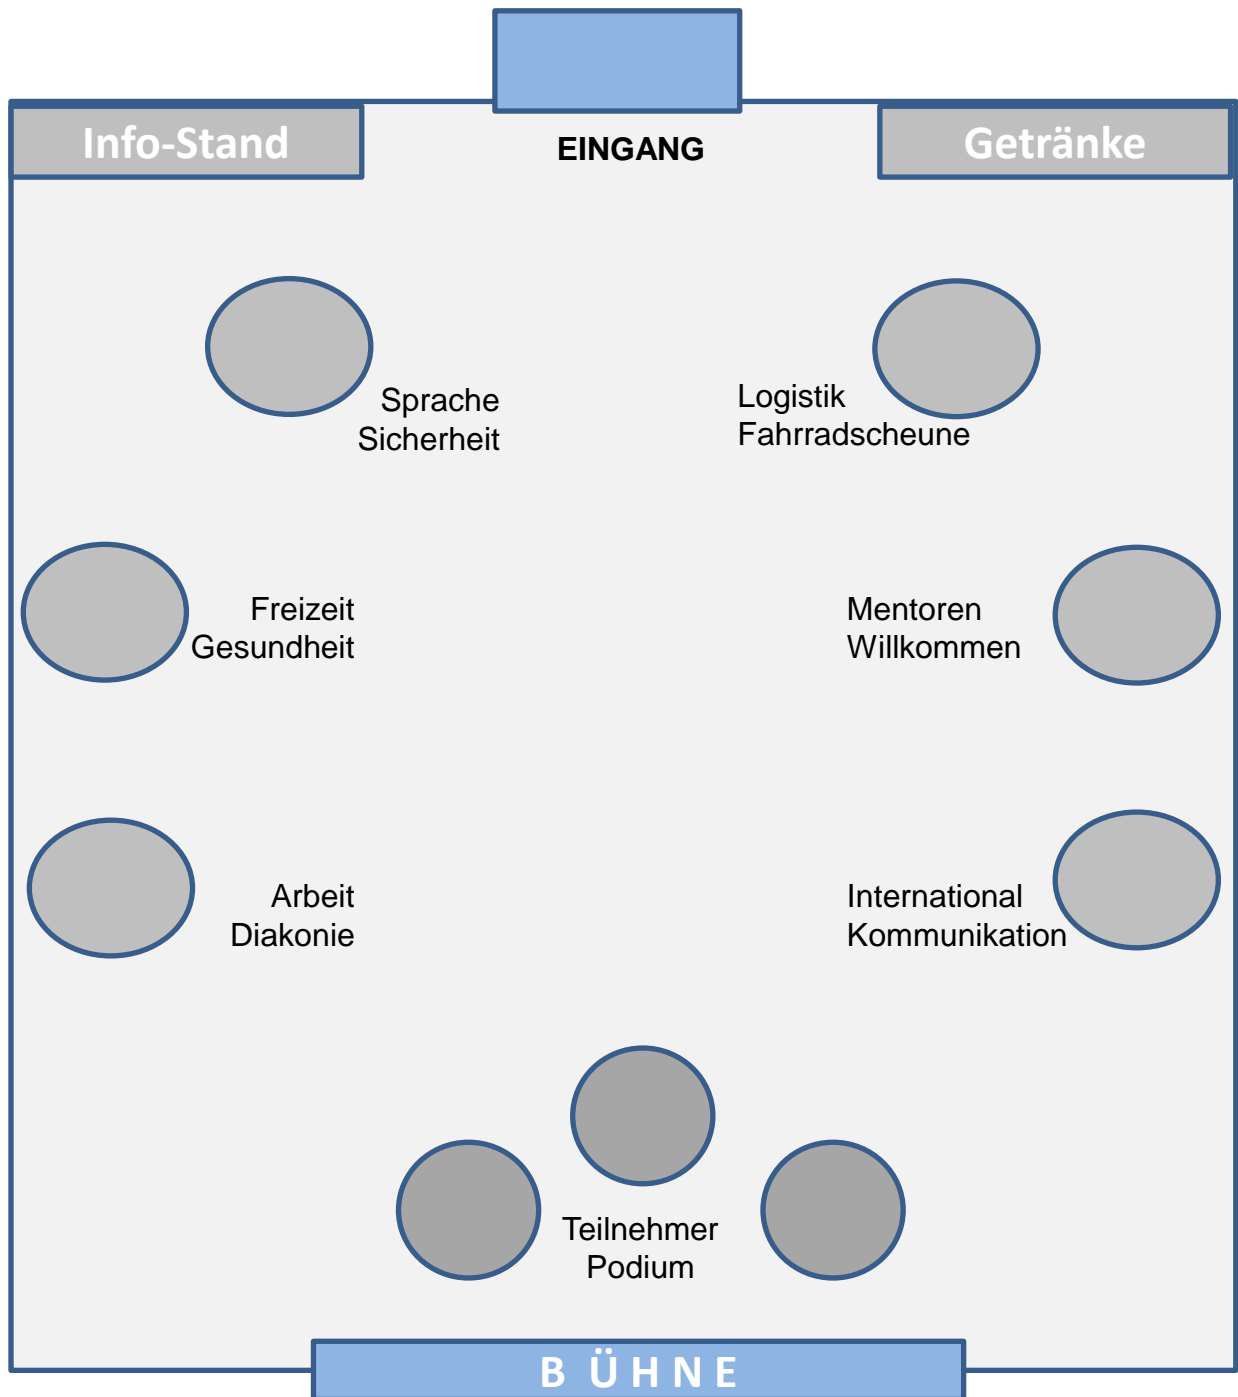 Info-Stand
EINGANG
Getränke
Sprache
Sicherheit
Logistik
Fahrradscheune
Freizeit
Gesundheit
Mentoren
Willkommen
Arbeit
Diakonie
International
Kommunikation
Teilnehmer
Podium
B Ü H N E